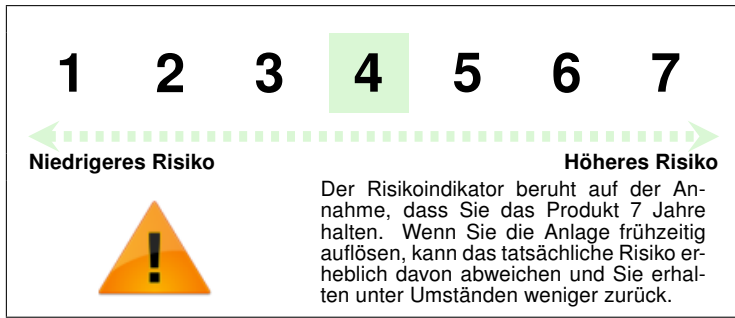 1 2 3 4 5 6 7
Niedrigeres Risiko Höheres Risiko
Der Risikoindikator beruht auf der An-
nahme, dass Sie das Produkt 7 Jahre
halten. Wenn Sie die Anlage frühzeitig
auflösen, kann das tatsächliche Risiko er-
heblich davon abweichen und Sie erhal-
ten unter Umständen weniger zurück.
!